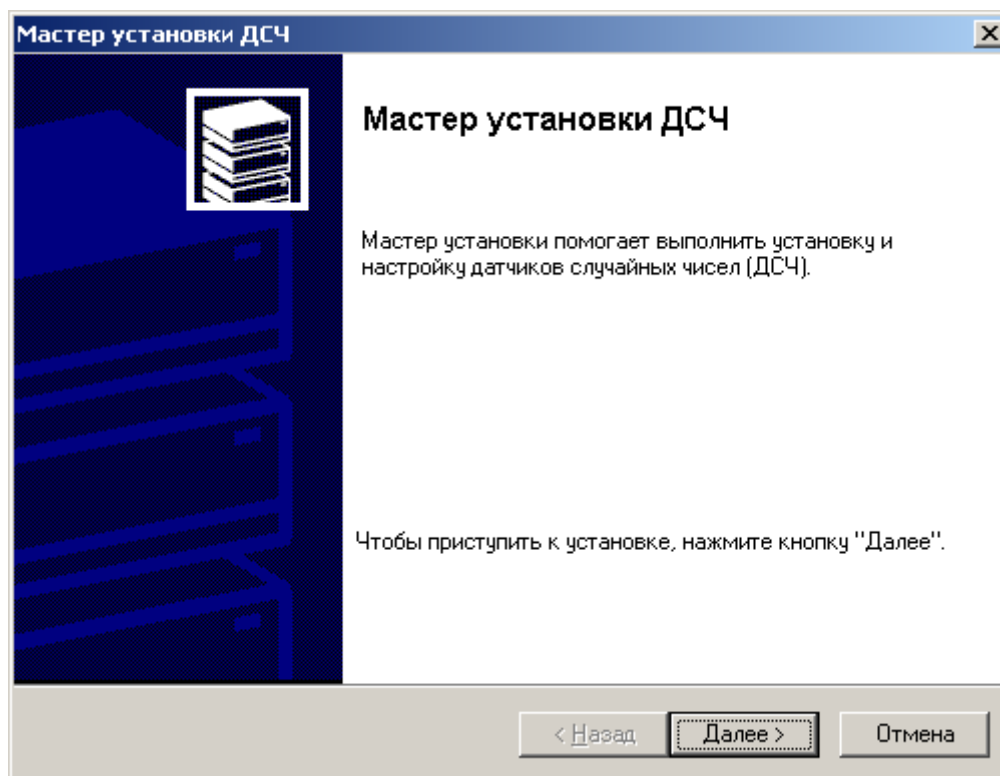 Мастер установки ДСЧ
Мастер установки ДСЧ
Мастер установки помогает выполнить установку и
настройку датчиков случайных чисел (ДСЧ).
Чтобы приступить к установке, нажмите кнопку "Далее".
< Назад Далее > Отмена